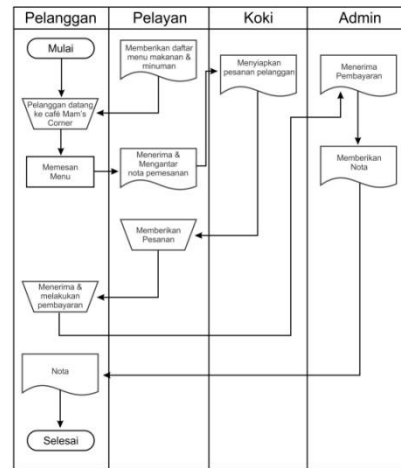 Pelanggan
Pelayan
Koki
Admin
Mulai
Memberikan daftar
menu makanan &
minuman
Menyiapkan
pesanan pelanggan
Menerima
Pembayaran
Pelanggan datang
ke café Mam's
Corner
Memesan
Menu
Menerima &
Mengantar
nota pemesanan
Memberikan
Nota
Memberikan
Pesanan
Menerima &
melakukan
pembayaran
Nota
Selesai